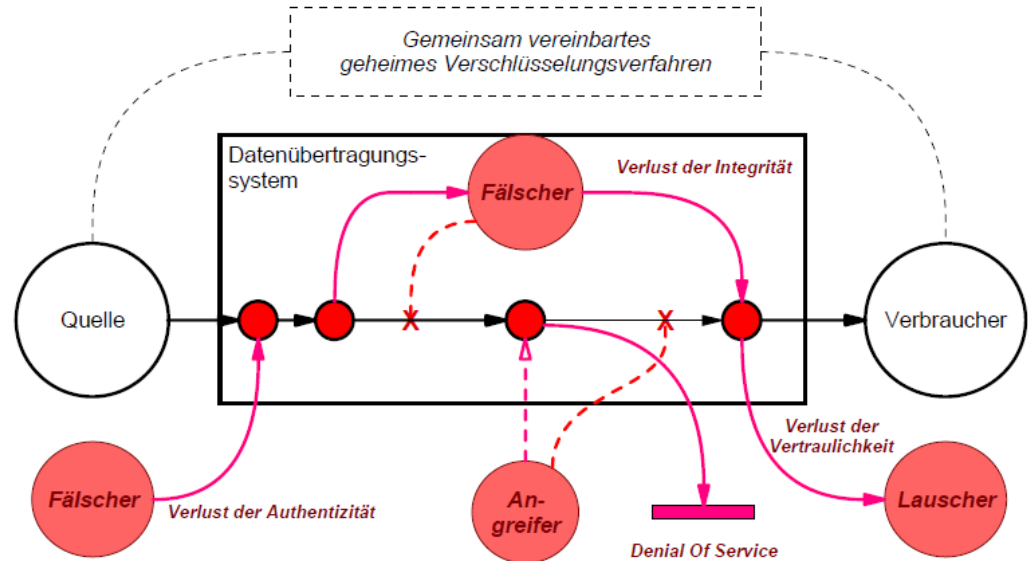 Gemeinsam vereinbartes
geheimes Verschlüsselungsverfahren
Datenübertragungs-
system
Fälscher
Verlust der Integrität
Quelle
X
X
Verbraucher
Fälscher
Verlust der Authentizität
An-
greifer
Denial Of Service
Verlust der
Vertraulichkeit
Lauscher